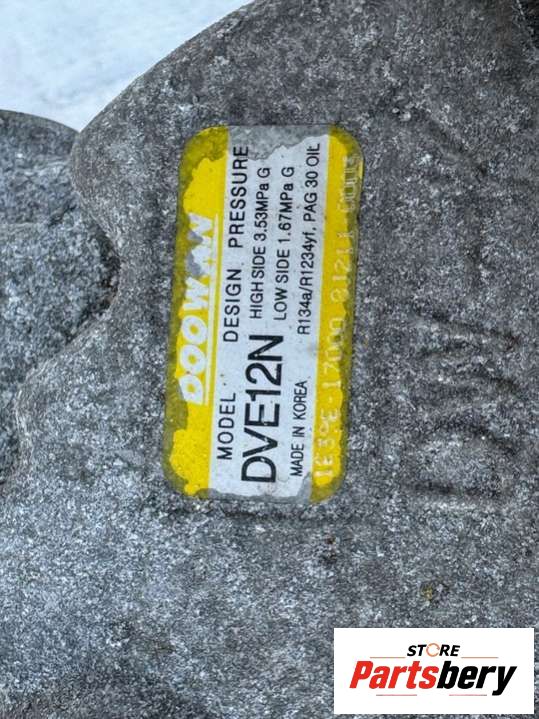 DOOWON
MODEL DESIGN PRESSURE
DVE12N
HIGH SIDE 3.53MPa G
LOW SIDE 1.67MPa G
MADE IN KOREA R134a/R1234yf, PAG 30 OIL
STORE
Partsbery